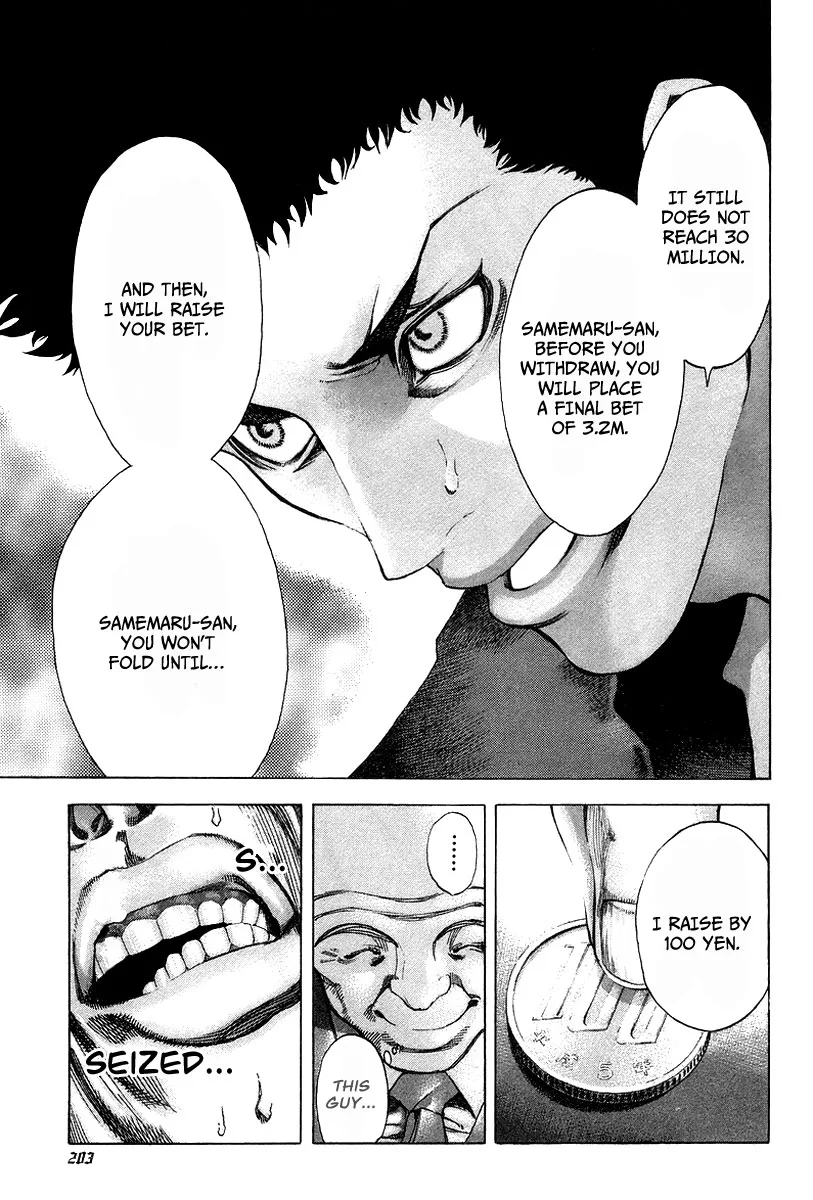 IT STILL
DOES NOT
REACH 30
MILLION.
SAMEMARU-SAN,
BEFORE YOU
WITHDRAW, YOU
WILL PLACE
A FINAL BET
OF 3.2M.
AND THEN,
I WILL RAISE
YOUR BET.
SAMEMARU-SAN,
YOU WON'T
FOLD UNTIL...
I RAISE BY
100 YEN.
100
......
THIS
GUY...
S...
SEIZED...
203